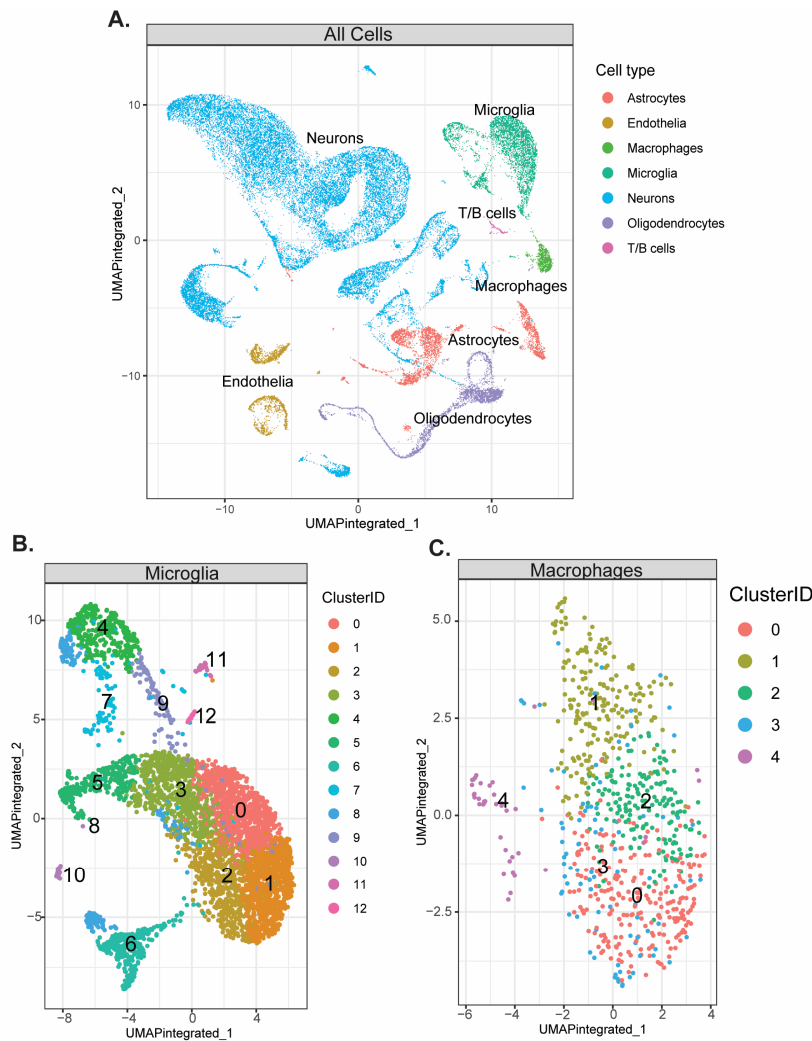 A.
All Cells
UMAPintegrated_2
10
0
−10
−10
0
10
UMAPintegrated_1
Neurons
Microglia
T/B cells
Macrophages
Astrocytes
Endothelia
Oligodendrocytes
Cell type
Astrocytes
Endothelia
Macrophages
Microglia
Neurons
Oligodendrocytes
T/B cells
B.
Microglia
UMAPintegrated_2
10
5
0
−5
−8
−4
0
4
UMAPintegrated_1
4
11
7
9
12
5
3
0
8
2
1
10
6
ClusterID
0
1
2
3
4
5
6
7
8
9
10
11
12
C.
Macrophages
UMAPintegrated_2
5.0
2.5
0.0
−2.5
−6
−4
−2
0
2
4
UMAPintegrated_1
1
4
2
3
0
ClusterID
0
1
2
3
4